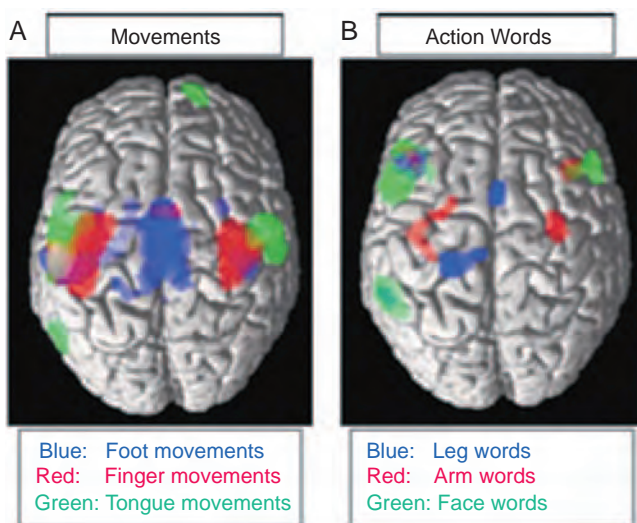 A
Movements
B
Action Words
Blue: Foot movements
Red: Finger movements
Green: Tongue movements
Blue: Leg words
Red: Arm words
Green: Face words